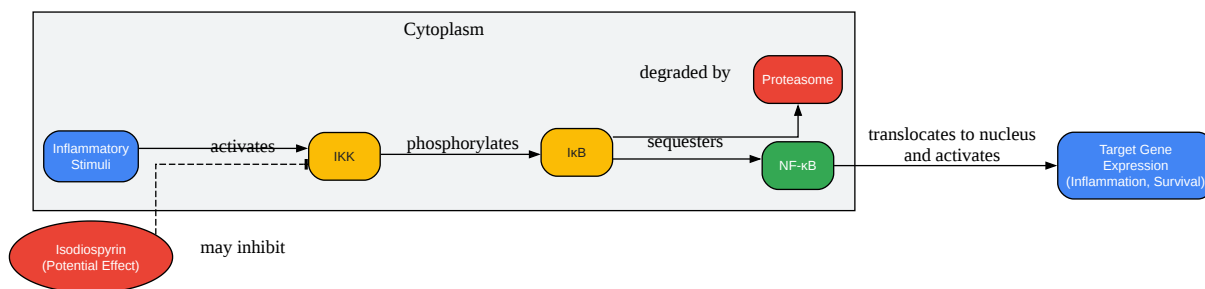 Cytoplasm
degraded by
Proteasome
Inflammatory
Stimuli
activates
IKK
phosphorylates
IκB
sequesters
NF-κB
translocates to nucleus
and activates
Target Gene
Expression
(Inflammation, Survival)
Isodiospyrin
(Potential Effect)
may inhibit